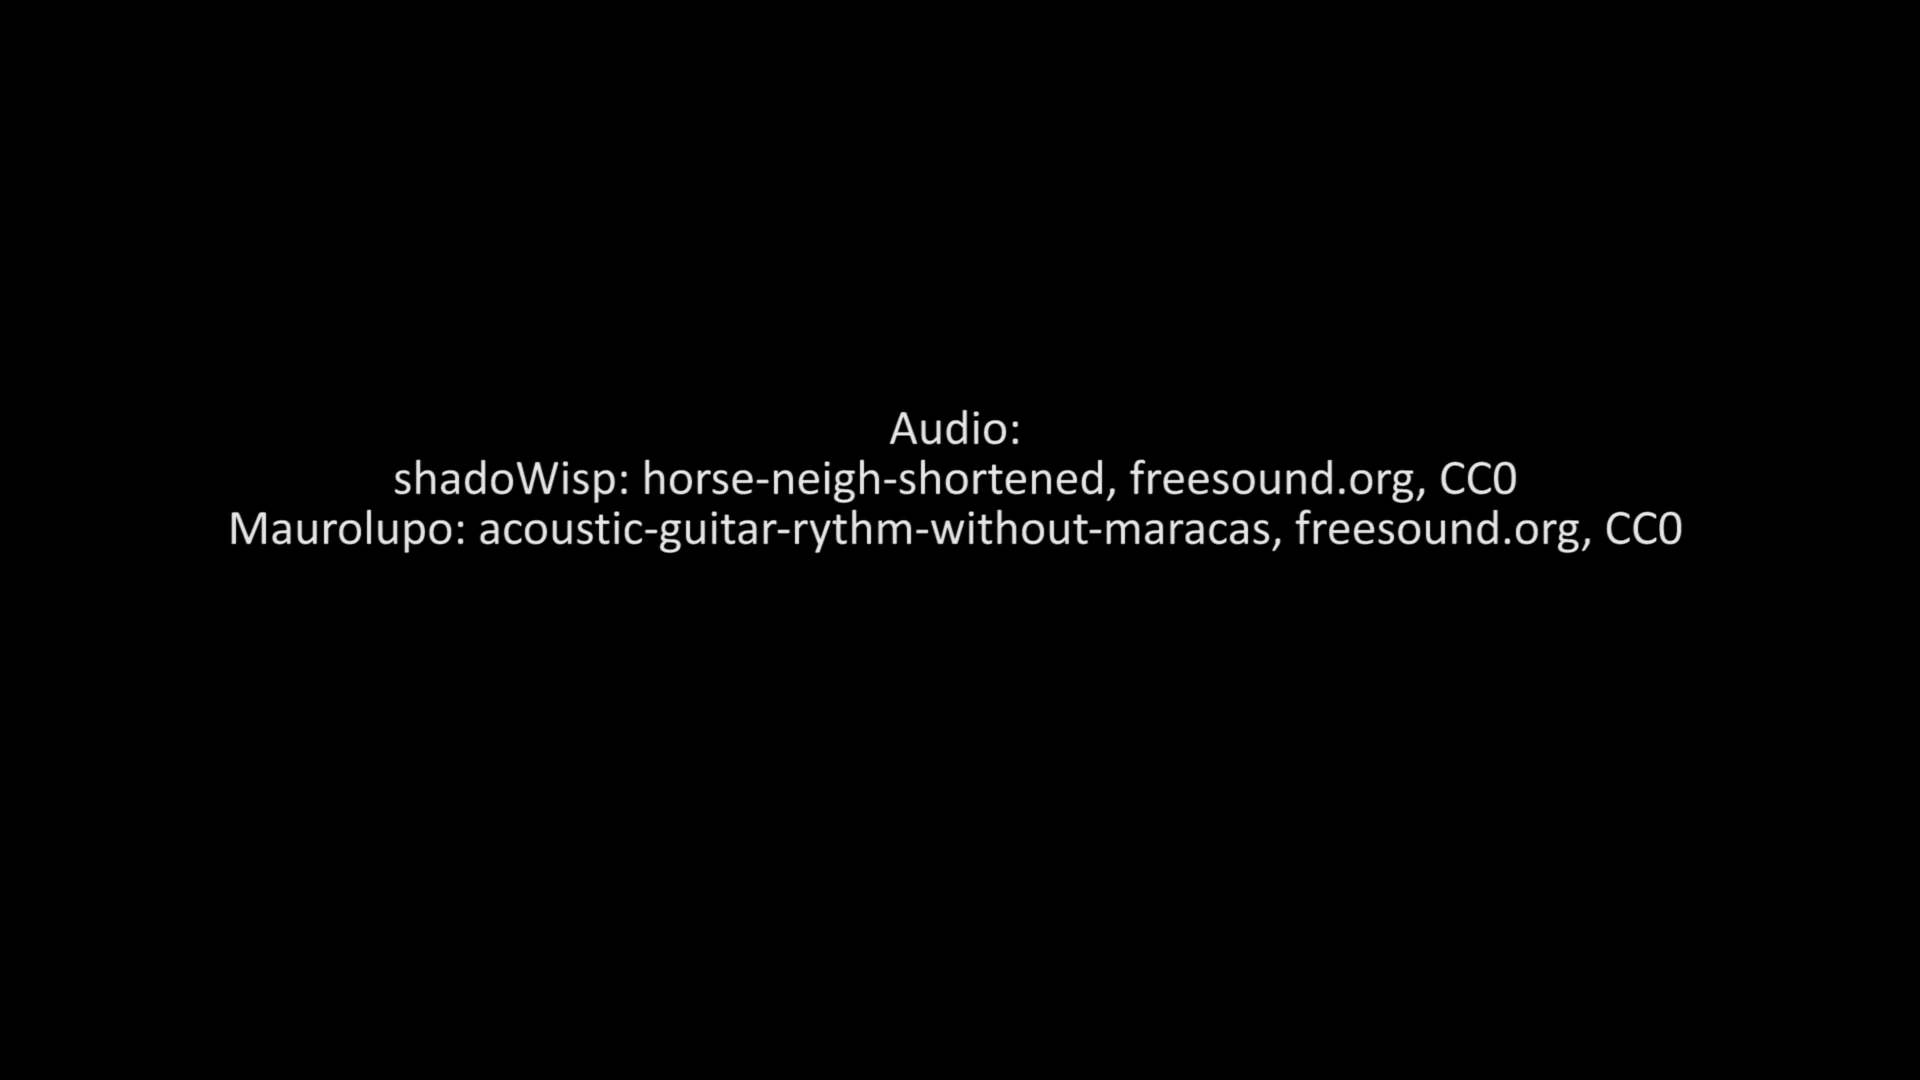 Audio:
shadoWisp: horse-neigh-shortened, freesound.org, CC0
Maurolupo: acoustic-guitar-rythm-without-maracas, freesound.org, CC0